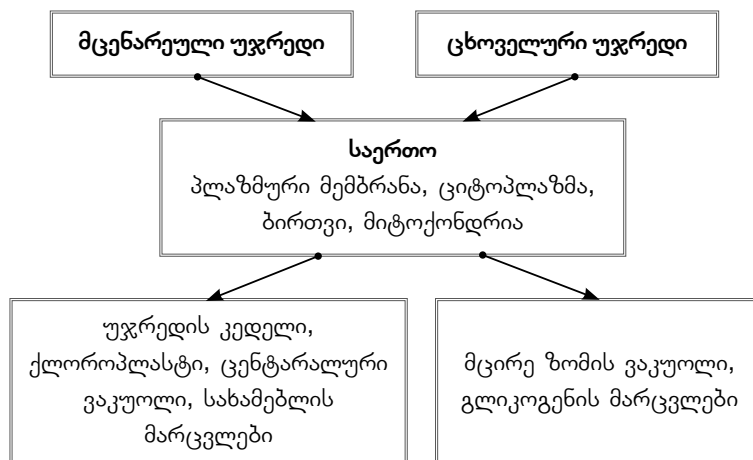 მცენარეული უჯრედი
ცხოველური უჯრედი
საერთო
პლაზმური მემბრანა, ციტოპლაზმა,
ბირთვი, მიტოქონდრია
უჯრედის კედელი,
ქლოროპლასტი, ცენტარალური
ვაკუოლი, სახამებლის
მარცვლები
მცირე ზომის ვაკუოლი,
გლიკოგენის მარცვლები